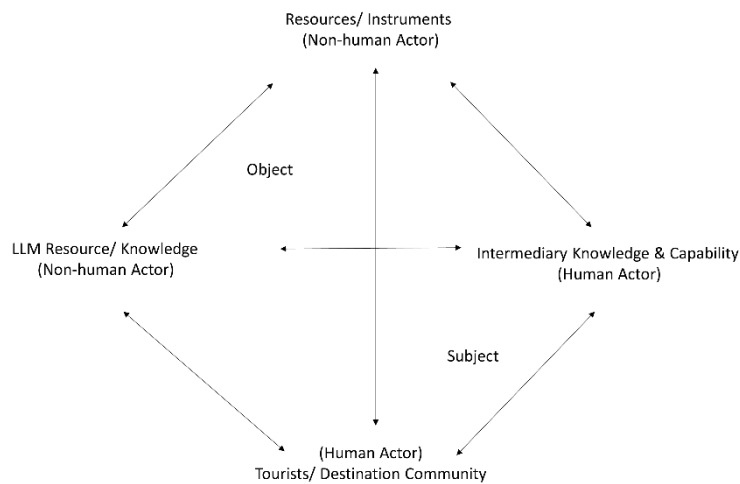 Resources/ Instruments
(Non-human Actor)
Object
LLM Resource/ Knowledge
(Non-human Actor)
Intermediary Knowledge & Capability
(Human Actor)
Subject
(Human Actor)
Tourists/ Destination Community